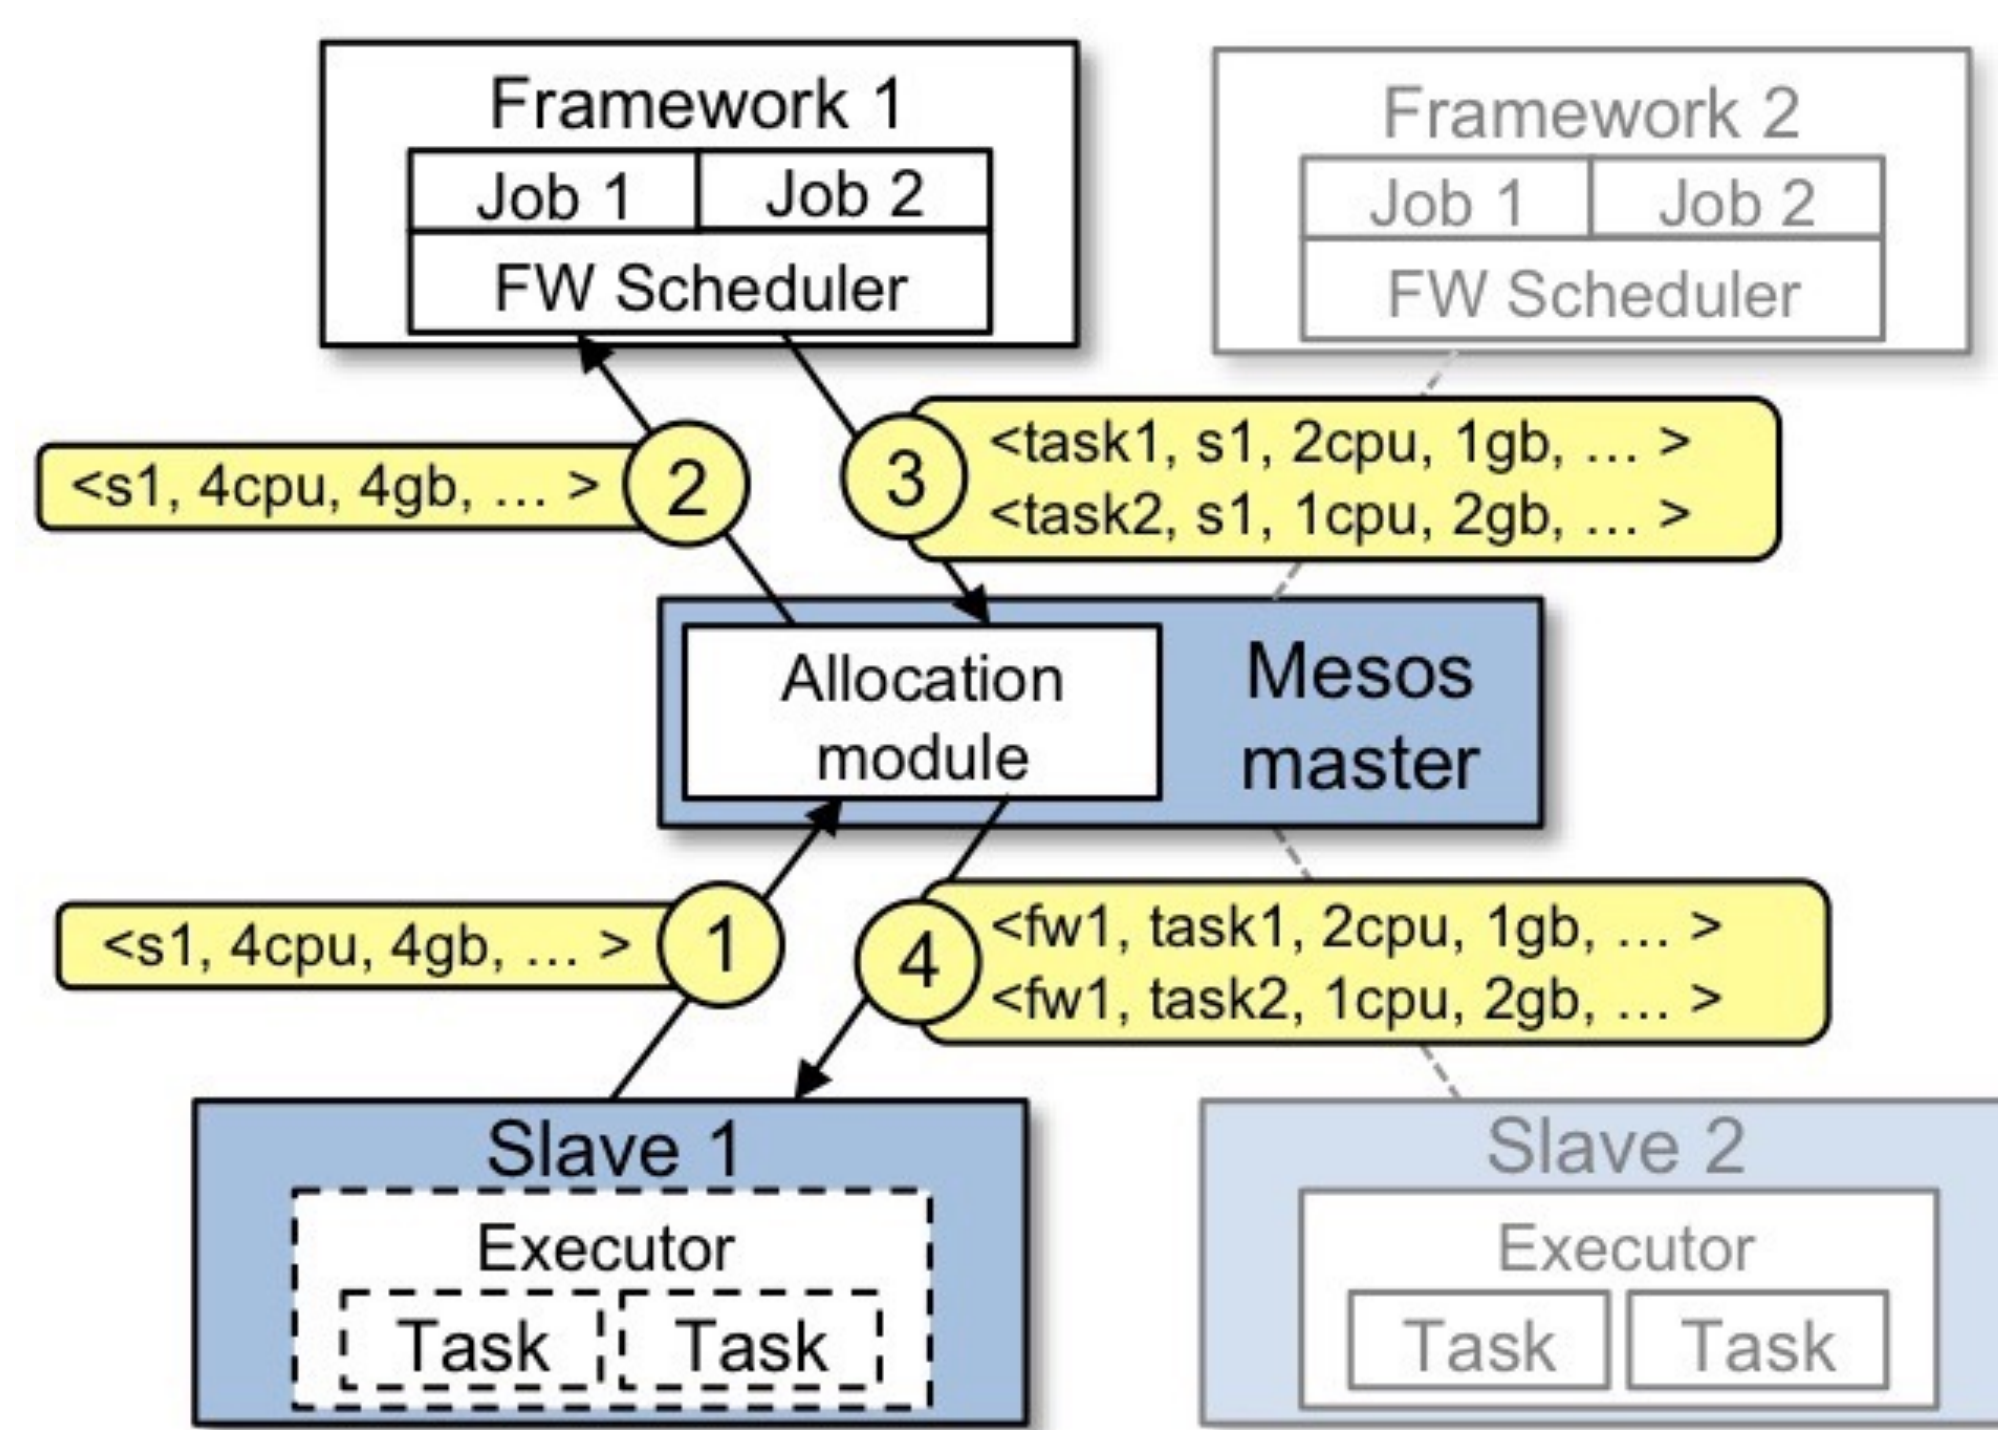 Framework 1
Job 1
Job 2
FW Scheduler
Framework 2
Job 1
Job 2
FW Scheduler
<s1, 4cpu, 4gb, … >
2
3
<task1, s1, 2cpu, 1gb, … >
<task2, s1, 1cpu, 2gb, … >
Allocation
module
Mesos
master
<s1, 4cpu, 4gb, … >
1
4
<fw1, task1, 2cpu, 1gb, … >
<fw1, task2, 1cpu, 2gb, … >
Slave 1
Executor
Task
Task
Slave 2
Executor
Task
Task